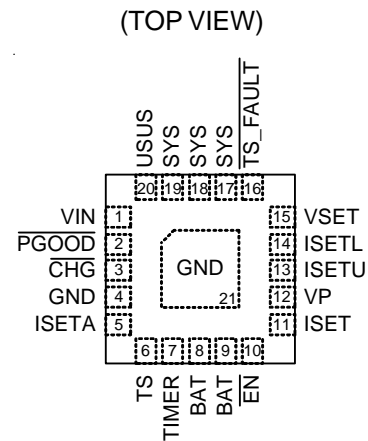 (TOP VIEW)
USUS
SYS
SYS
SYS
TS_FAULT
20 19 18 17 16
VIN 1
PGOOD 2
CHG 3
GND 4
ISETA 5
GND
21
15 VSET
14 ISETL
13 ISETU
12 VP
11 ISET
6 7 8 9 10
TS
TIMER
BAT
BAT
EN